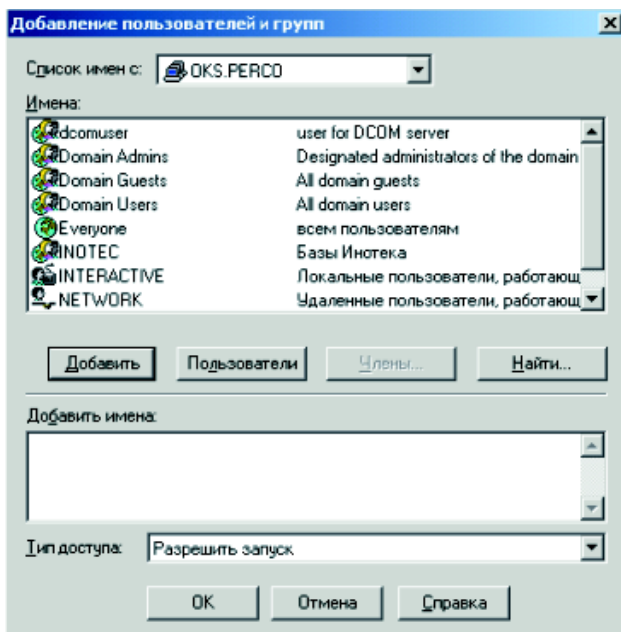 Добавление пользователей и групп
Список имен с: OKS.PERCO
Имена:
dcomuser user for DCOM server
Domain Admins Designated administrators of the domain
Domain Guests All domain guests
Domain Users All domain users
Everyone всем пользователям
INOTEC Базы Инотека
INTERACTIVE Локальные пользователи, работающ
NETWORK Удаленные пользователи, работающ
Добавить Пользователи Члены... Найти...
Добавить имена:
Тип доступа: Разрешить запуск
OK Отмена Справка